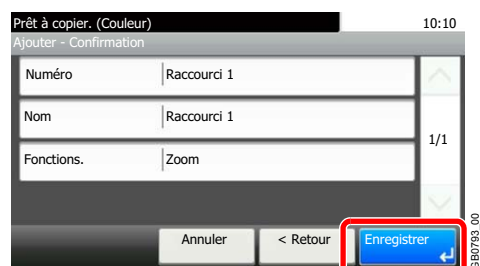 Prêt à copier. (Couleur) 10:10
Ajouter - Confirmation
Numéro Raccourci 1
Nom Raccourci 1
1/1
Fonctions. Zoom
Annuler < Retour Enregistrer
GB0793_00